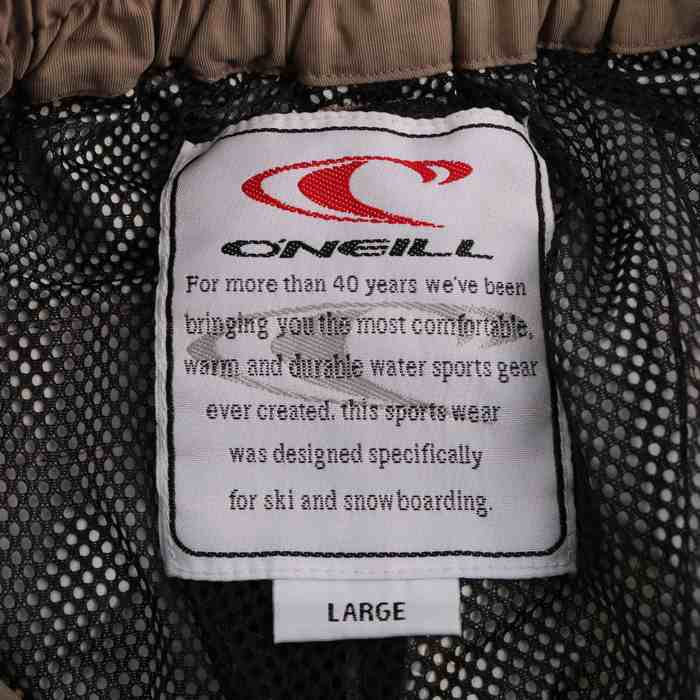 O'NEILL
For more than 40 years we've been
bringing you the most comfortable,
warm and durable water sports gear
ever created. this sports wear
was designed specifically
for ski and snowboarding.
LARGE